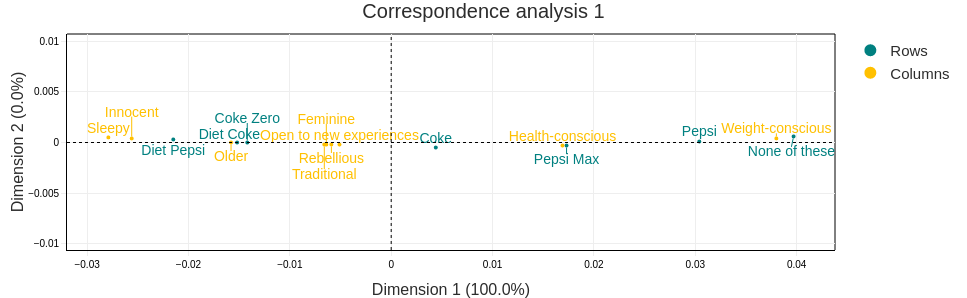 Correspondence analysis 1
Rows
Columns
Dimension 2 (0.0%)
0.01
0.005
0
−0.005
−0.01
Innocent
Sleepy
Diet Pepsi
Coke Zero
Diet Coke
Older
Feminine
Open to new experiences
Rebellious
Traditional
Coke
Health-conscious
Pepsi Max
Pepsi
Weight-conscious
None of these
−0.03
−0.02
−0.01
0
0.01
0.02
0.03
0.04
Dimension 1 (100.0%)